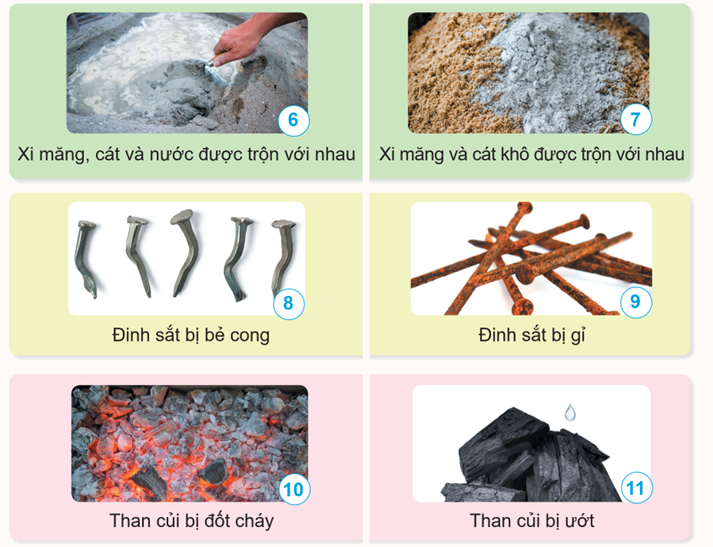 6
7
Xi măng, cát và nước được trộn với nhau
Xi măng và cát khô được trộn với nhau
8
9
Đinh sắt bị bẻ cong
Đinh sắt bị gỉ
10
11
Than củi bị đốt cháy
Than củi bị ướt